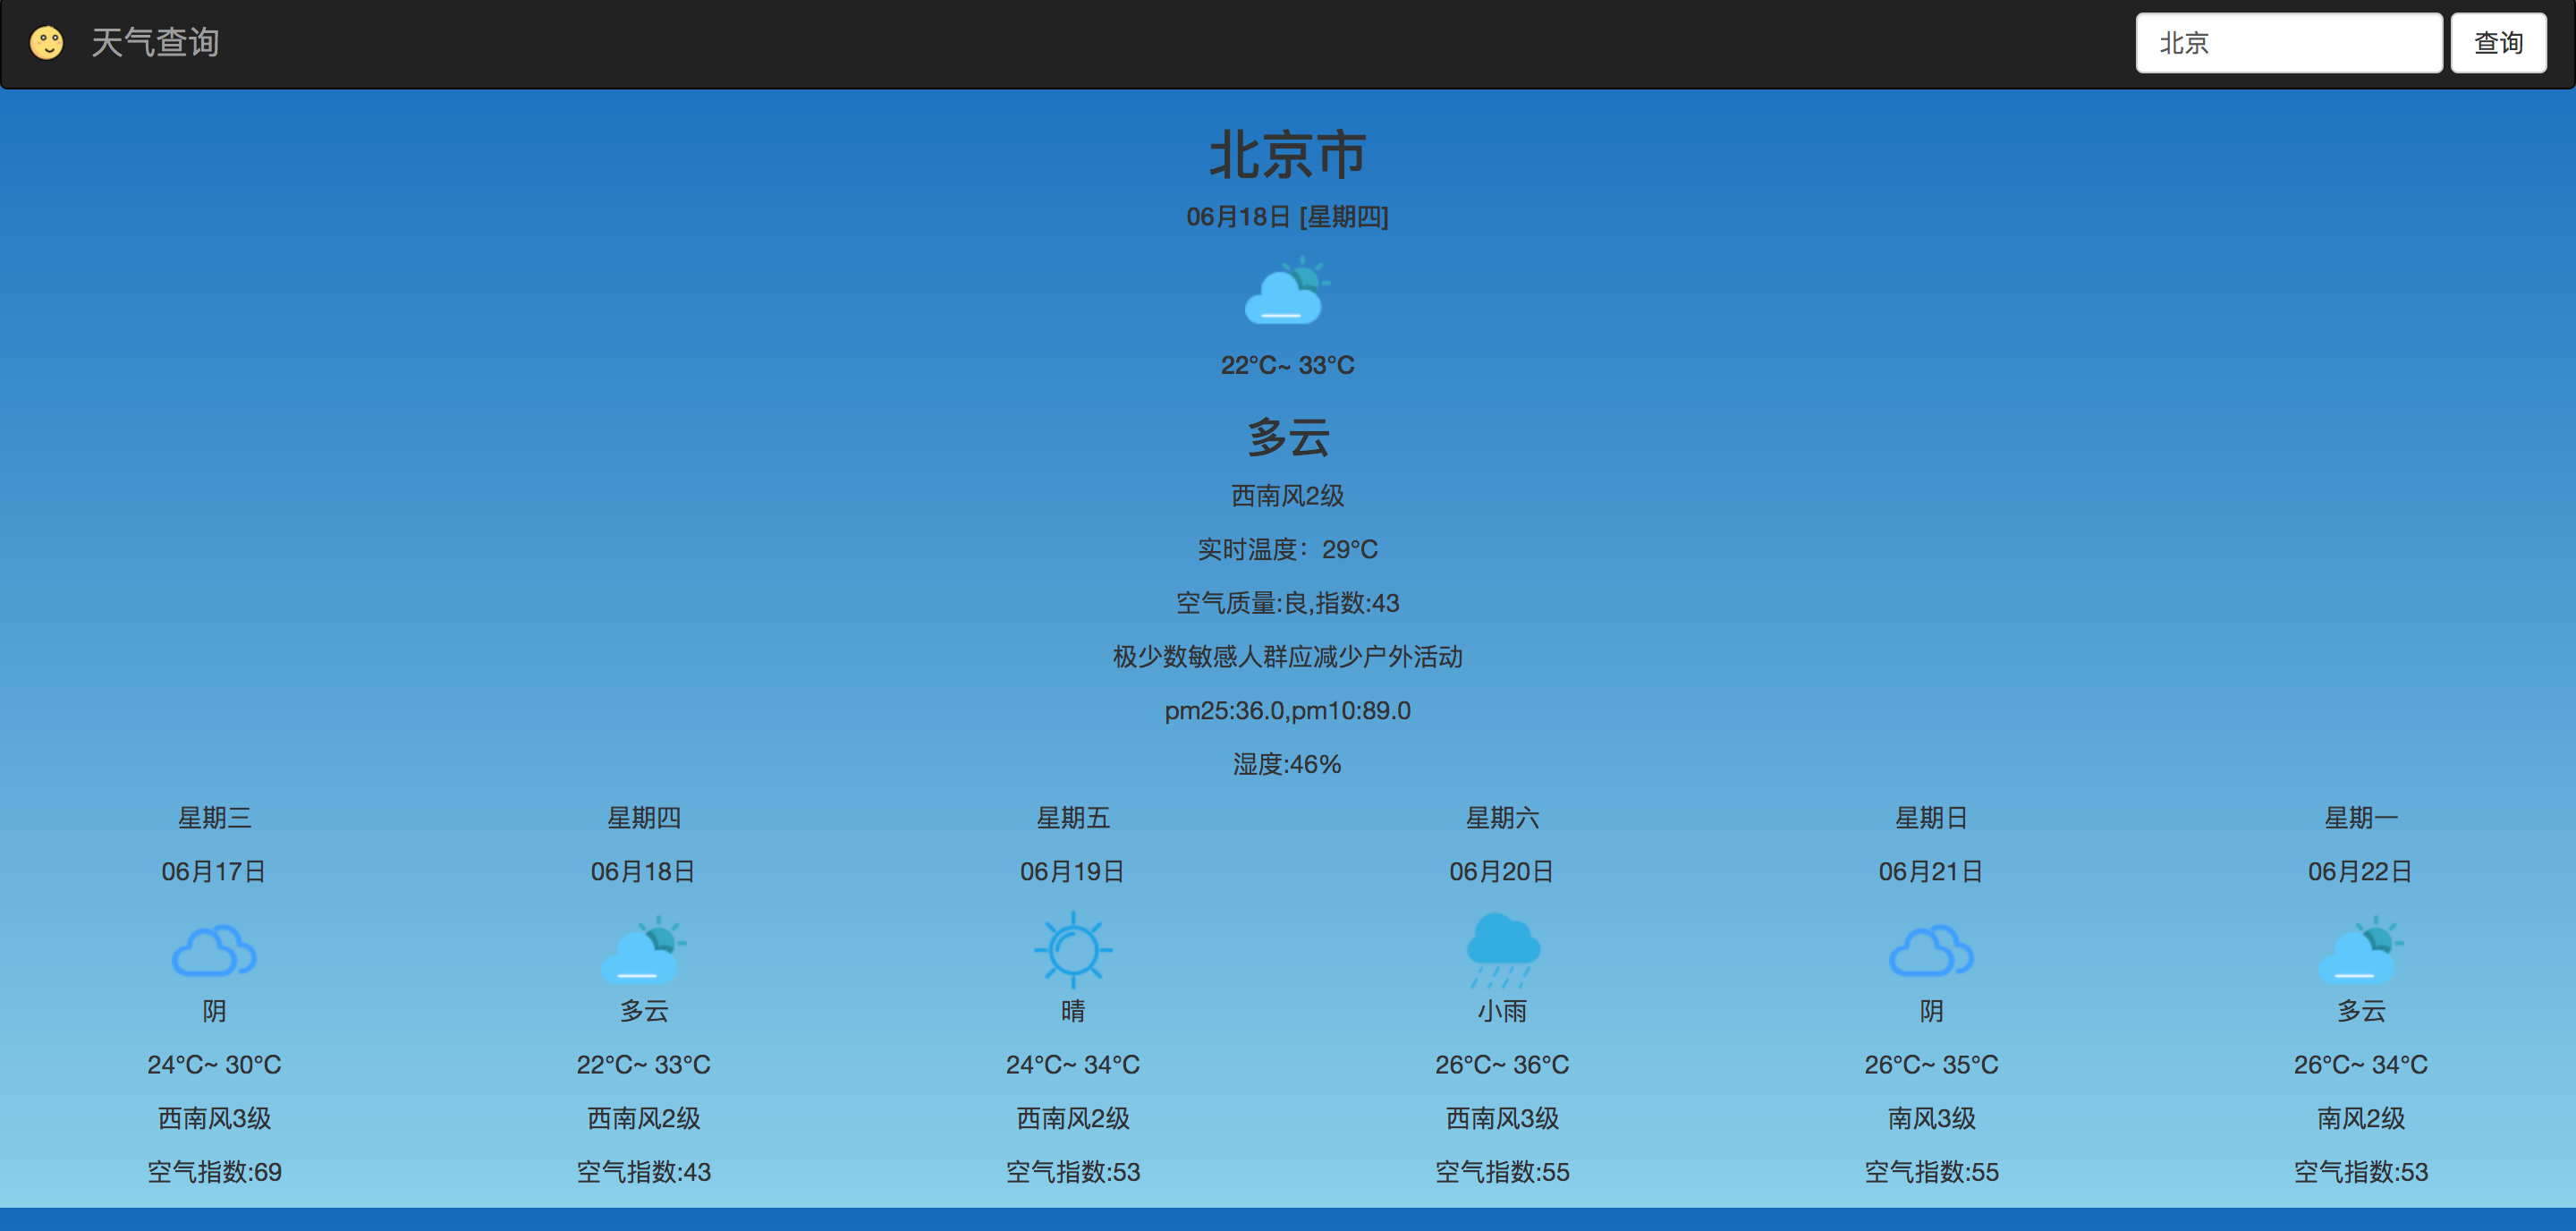 天气查询
北京
查询
北京市
06月18日 [星期四]
22°C~ 33°C
多云
西南风2级
实时温度：29°C
空气质量:良,指数:43
极少数敏感人群应减少户外活动
pm25:36.0,pm10:89.0
湿度:46%
星期三
06月17日
阴
24°C~ 30°C
西南风3级
空气指数:69
星期四
06月18日
多云
22°C~ 33°C
西南风2级
空气指数:43
星期五
06月19日
晴
24°C~ 34°C
西南风2级
空气指数:53
星期六
06月20日
小雨
26°C~ 36°C
西南风3级
空气指数:55
星期日
06月21日
阴
26°C~ 35°C
南风3级
空气指数:55
星期一
06月22日
多云
26°C~ 34°C
南风2级
空气指数:53